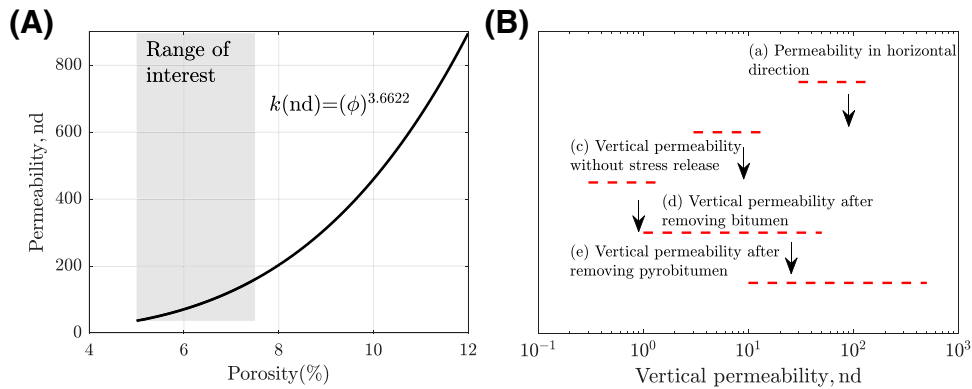 (A)
Range of
interest
k(nd)=(ϕ)^3.6622
Permeability, nd
0
200
400
600
800
4
6
8
10
12
Porosity(%)
(B)
(a) Permeability in horizontal
direction
(c) Vertical permeability
without stress release
(d) Vertical permeability after
removing bitumen
(e) Vertical permeability after
removing pyrobitumen
10^−1
10^0
10^1
10^2
10^3
Vertical permeability, nd